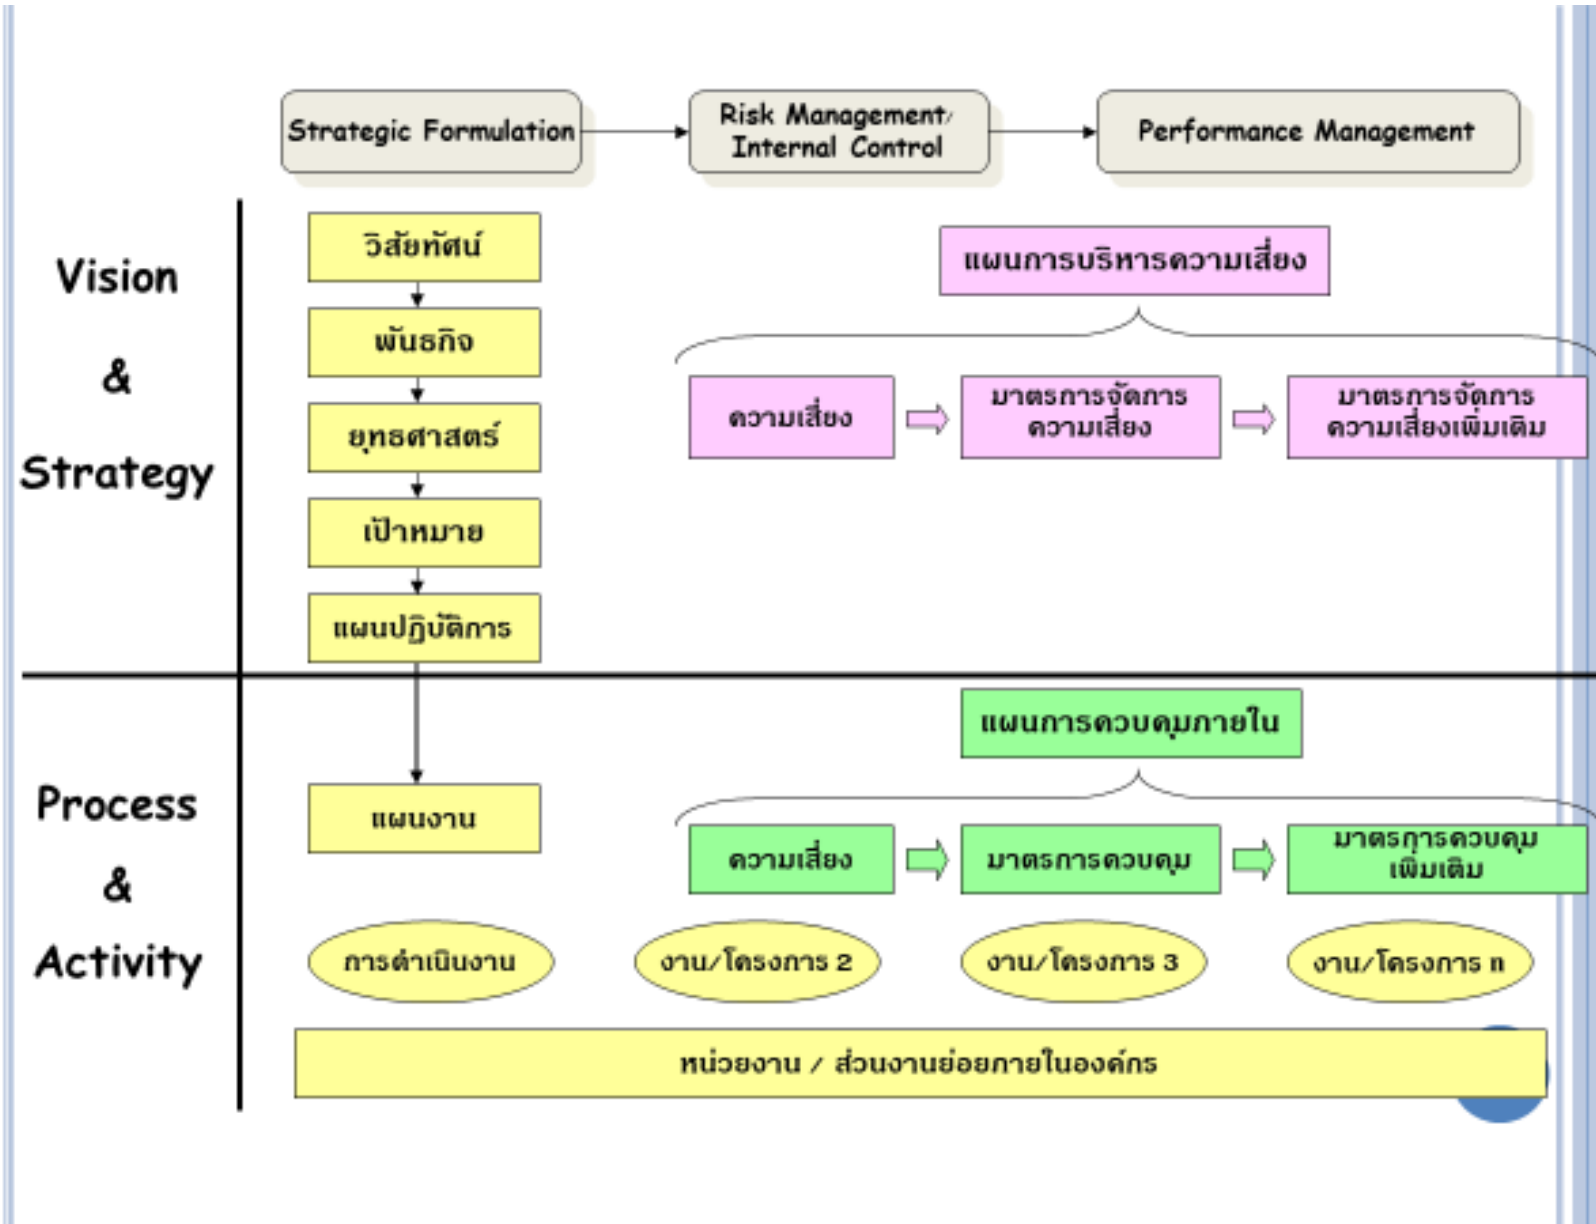 Strategic Formulation
Risk Management/
Internal Control
Performance Management
Vision
&
Strategy
วิสัยทัศน์
พันธกิจ
ยุทธศาสตร์
เป้าหมาย
แผนปฏิบัติการ
แผนการบริหารความเสี่ยง
ความเสี่ยง
มาตรการจัดการ
ความเสี่ยง
มาตรการจัดการ
ความเสี่ยงเพิ่มเติม
Process
&
Activity
แผนงาน
แผนการควบคุมภายใน
ความเสี่ยง
มาตรการควบคุม
มาตรการควบคุม
เพิ่มเติม
การดำเนินงาน
งาน/โครงการ 2
งาน/โครงการ 3
งาน/โครงการ n
หน่วยงาน / ส่วนงานย่อยภายในองค์กร